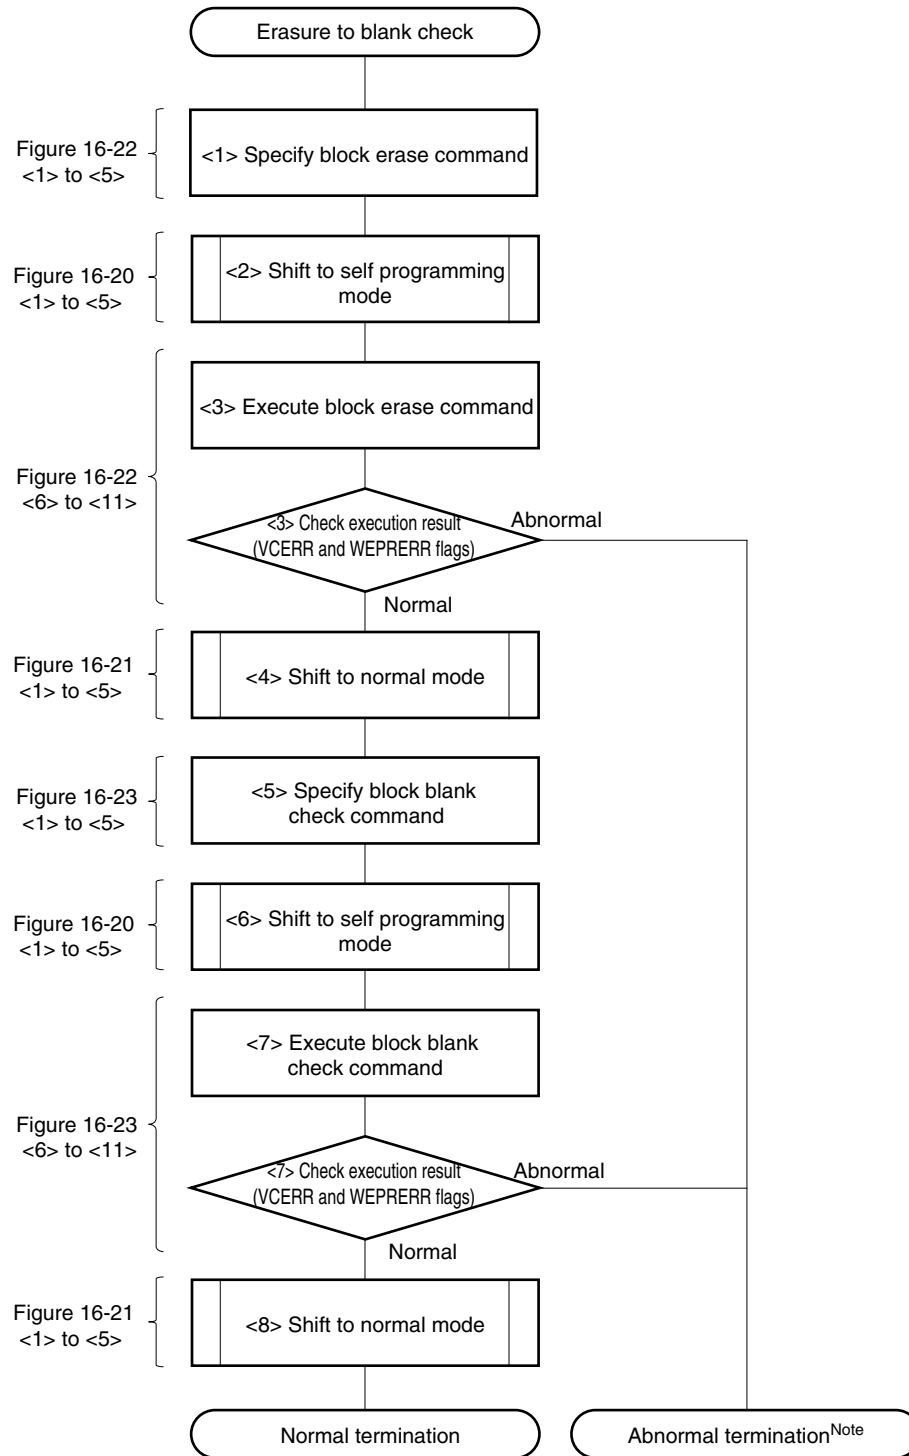 Erasure to blank check
Figure 16-22
<1> to <5>
<1> Specify block erase command
Figure 16-20
<1> to <5>
<2> Shift to self programming
mode
<3> Execute block erase command
Figure 16-22
<6> to <11>
<3> Check execution result
(VCERR and WEPRERR flags)
Abnormal
Normal
Figure 16-21
<1> to <5>
<4> Shift to normal mode
Figure 16-23
<1> to <5>
<5> Specify block blank
check command
Figure 16-20
<1> to <5>
<6> Shift to self programming
mode
<7> Execute block blank
check command
Figure 16-23
<6> to <11>
<7> Check execution result
(VCERR and WEPRERR flags)
Abnormal
Normal
Figure 16-21
<1> to <5>
<8> Shift to normal mode
Normal termination
Abnormal termination Note